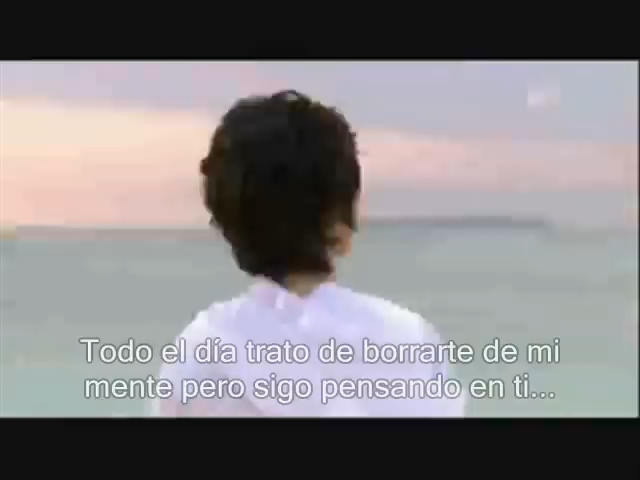 Todo el día trato de borrarte de mi
mente pero sigo pensando en ti...